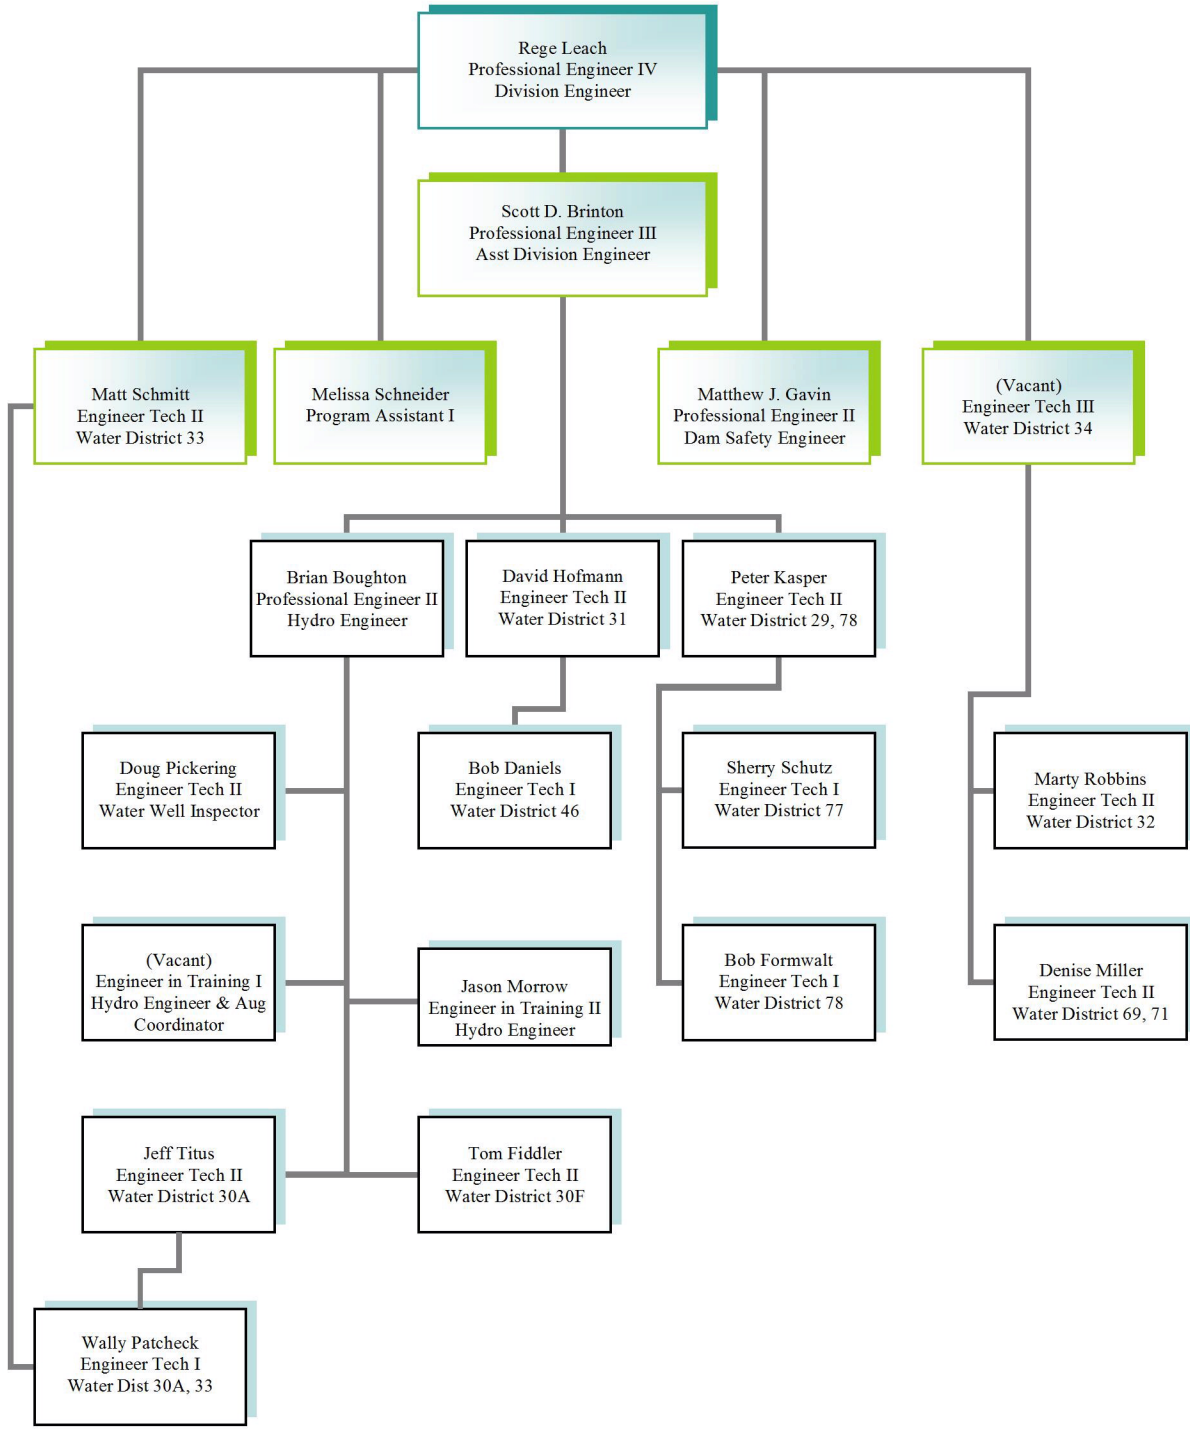 Rege Leach
Professional Engineer IV
Division Engineer
Scott D. Brinton
Professional Engineer III
Asst Division Engineer
Matt Schmitt
Engineer Tech II
Water District 33
Melissa Schneider
Program Assistant I
Matthew J. Gavin
Professional Engineer II
Dam Safety Engineer
(Vacant)
Engineer Tech III
Water District 34
Brian Boughton
Professional Engineer II
Hydro Engineer
David Hofmann
Engineer Tech II
Water District 31
Peter Kasper
Engineer Tech II
Water District 29, 78
Doug Pickering
Engineer Tech II
Water Well Inspector
Bob Daniels
Engineer Tech I
Water District 46
Sherry Schutz
Engineer Tech I
Water District 77
Marty Robbins
Engineer Tech II
Water District 32
(Vacant)
Engineer in Training I
Hydro Engineer & Aug
Coordinator
Jason Morrow
Engineer in Training II
Hydro Engineer
Bob Formwalt
Engineer Tech I
Water District 78
Denise Miller
Engineer Tech II
Water District 69, 71
Jeff Titus
Engineer Tech II
Water District 30A
Tom Fiddler
Engineer Tech II
Water District 30F
Wally Patcheck
Engineer Tech I
Water Dist 30A, 33